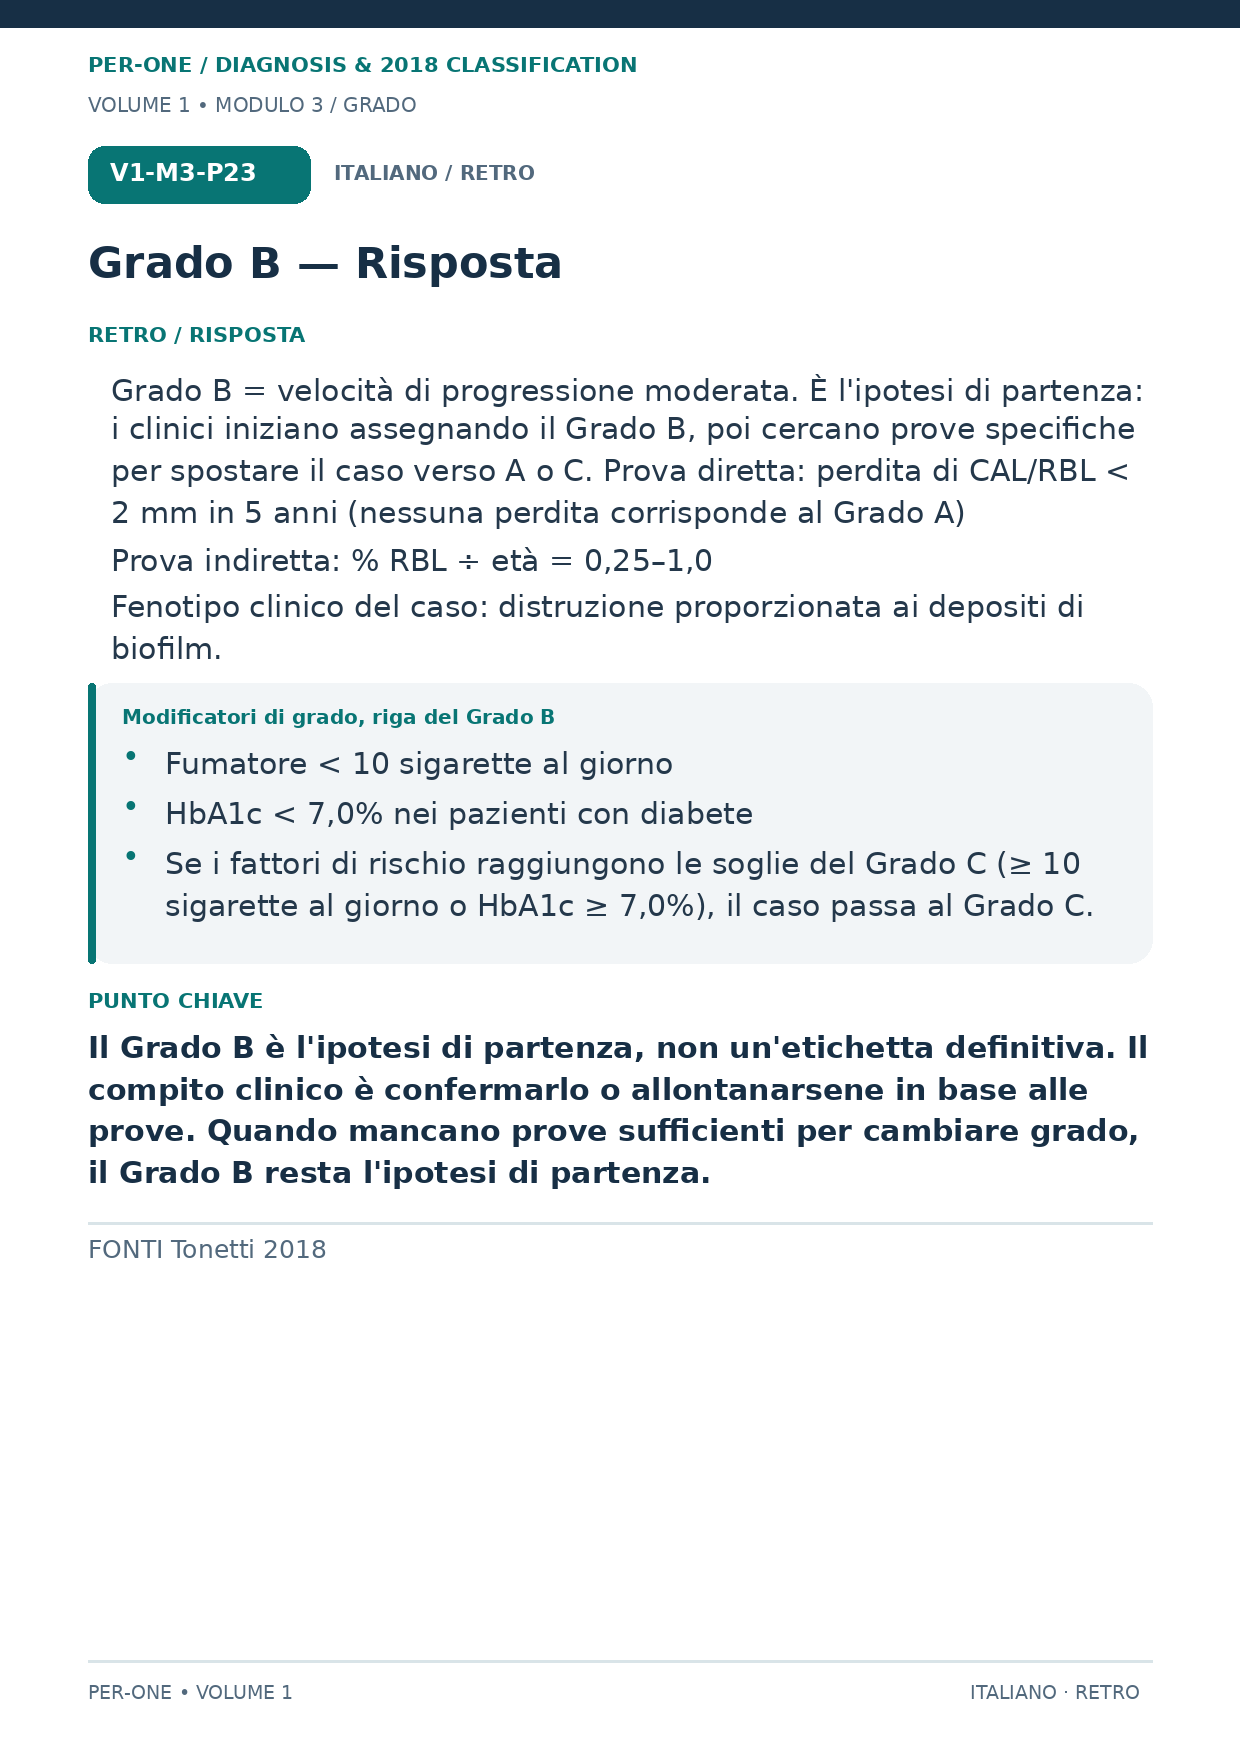 PER-ONE / DIAGNOSIS & 2018 CLASSIFICATION
VOLUME 1 • MODULO 3 / GRADO
V1-M3-P23
ITALIANO / RETRO
Grado B — Risposta
RETRO / RISPOSTA
Grado B = velocità di progressione moderata. È l'ipotesi di partenza:
i clinici iniziano assegnando il Grado B, poi cercano prove specifiche
per spostare il caso verso A o C. Prova diretta: perdita di CAL/RBL <
2 mm in 5 anni (nessuna perdita corrisponde al Grado A)
Prova indiretta: % RBL ÷ età = 0,25–1,0
Fenotipo clinico del caso: distruzione proporzionata ai depositi di
biofilm.
Modificatori di grado, riga del Grado B
• Fumatore < 10 sigarette al giorno
• HbA1c < 7,0% nei pazienti con diabete
• Se i fattori di rischio raggiungono le soglie del Grado C (≥ 10
sigarette al giorno o HbA1c ≥ 7,0%), il caso passa al Grado C.
PUNTO CHIAVE
Il Grado B è l'ipotesi di partenza, non un'etichetta definitiva. Il
compito clinico è confermarlo o allontanarsene in base alle
prove. Quando mancano prove sufficienti per cambiare grado,
il Grado B resta l'ipotesi di partenza.
FONTI Tonetti 2018
PER-ONE • VOLUME 1
ITALIANO · RETRO